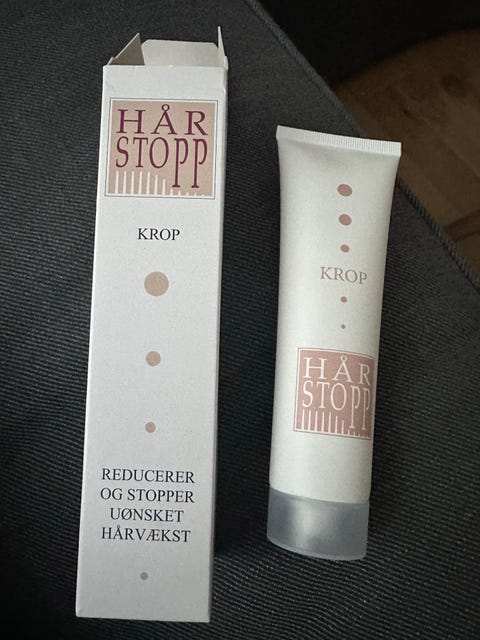 HÅR
STOPP
KROP
REDUCERER
OG STOPPER
UØNSKET
HÅRVÆKST
KROP
HÅR
STOPP